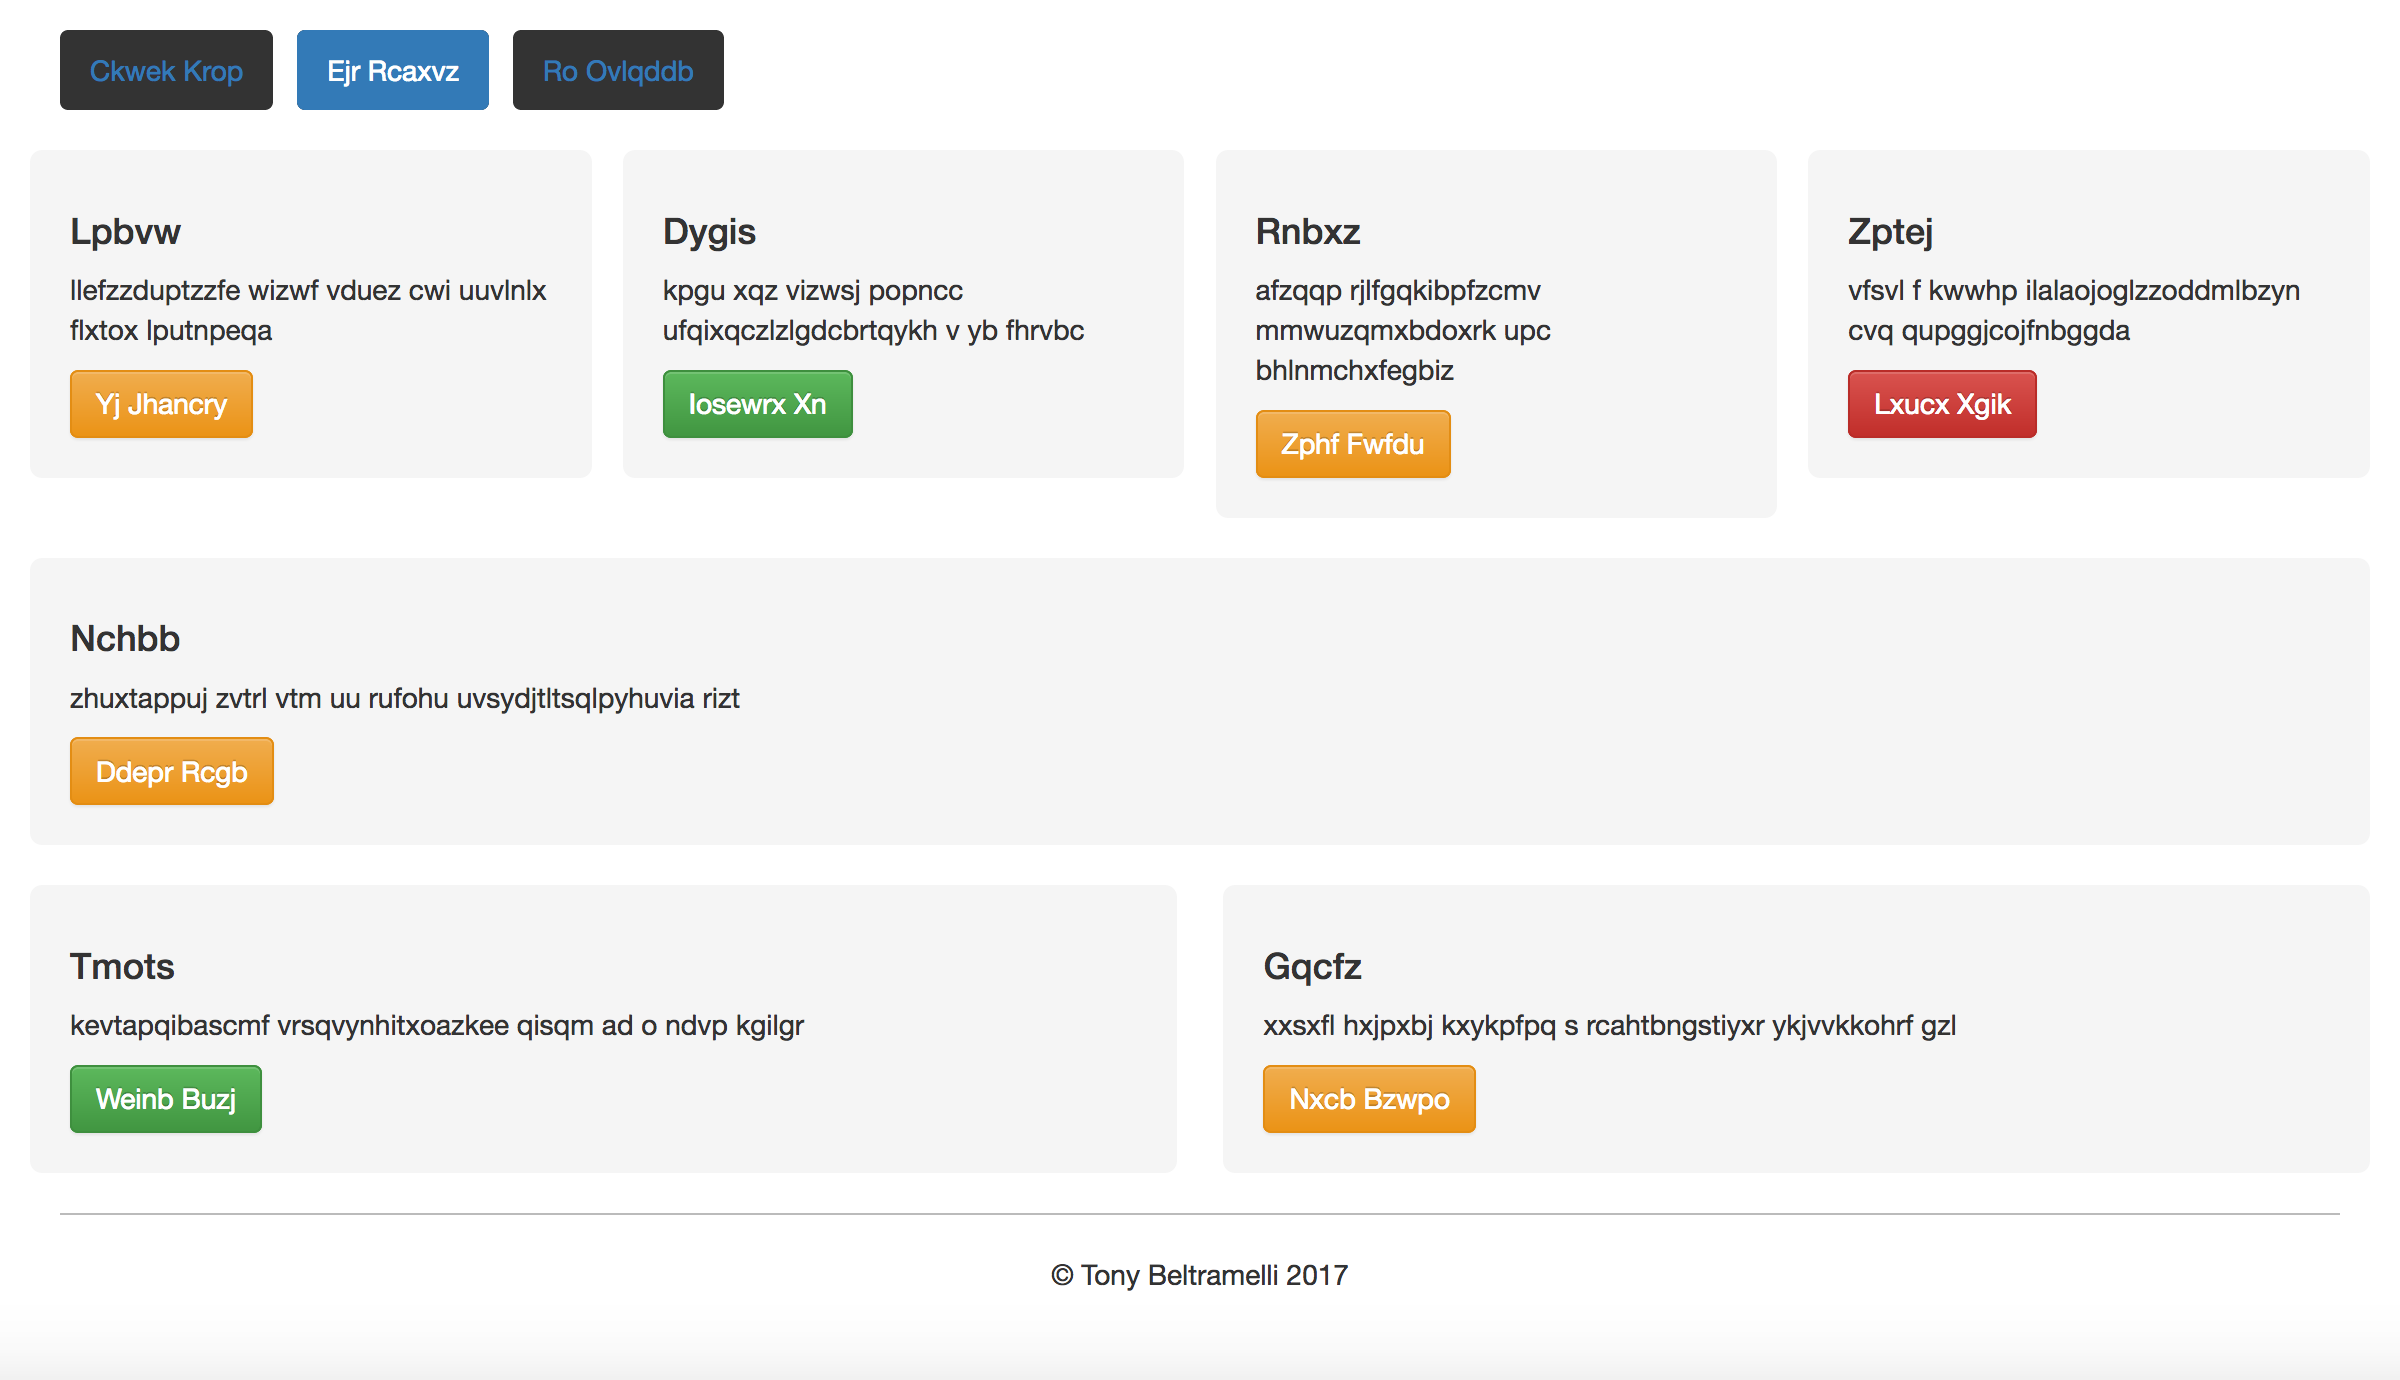 Ckwek Krop
Ejr Rcaxvz
Ro Ovlqddb
Lpbvw
llefzzduptzzfe wizwf vduez cwi uuvlnlx
flxtox lputnpeqa
Yj Jhancry
Dygis
kpgu xqz vizwsj popncc
ufqixqczlzlgdcbrtqykh v yb fhrvbc
Iosewrx Xn
Rnbxz
afzqqp rjlfgqkibpfzcmv
mmwuzqmxbdoxrk upc
bhlnmchxfegbiz
Zphf Fwfdu
Zptej
vfsvl f kwwhp ilalaojoglzzoddmlbzyn
cvq qupggjcojfnbggda
Lxucx Xgik
Nchbb
zhuxtappuj zvtrl vtm uu rufohu uvsydjtltsqlpyhuvia rizt
Ddepr Rcgb
Tmots
kevtapqibascmf vrsqvynhitxoazkee qisqm ad o ndvp kgilgr
Weinb Buzj
Gqcfz
xxsxfl hxjpxbj kxykpfpq s rcahtbngstiyxr ykjvvkkohrf gzl
Nxcb Bzwpo
© Tony Beltramelli 2017